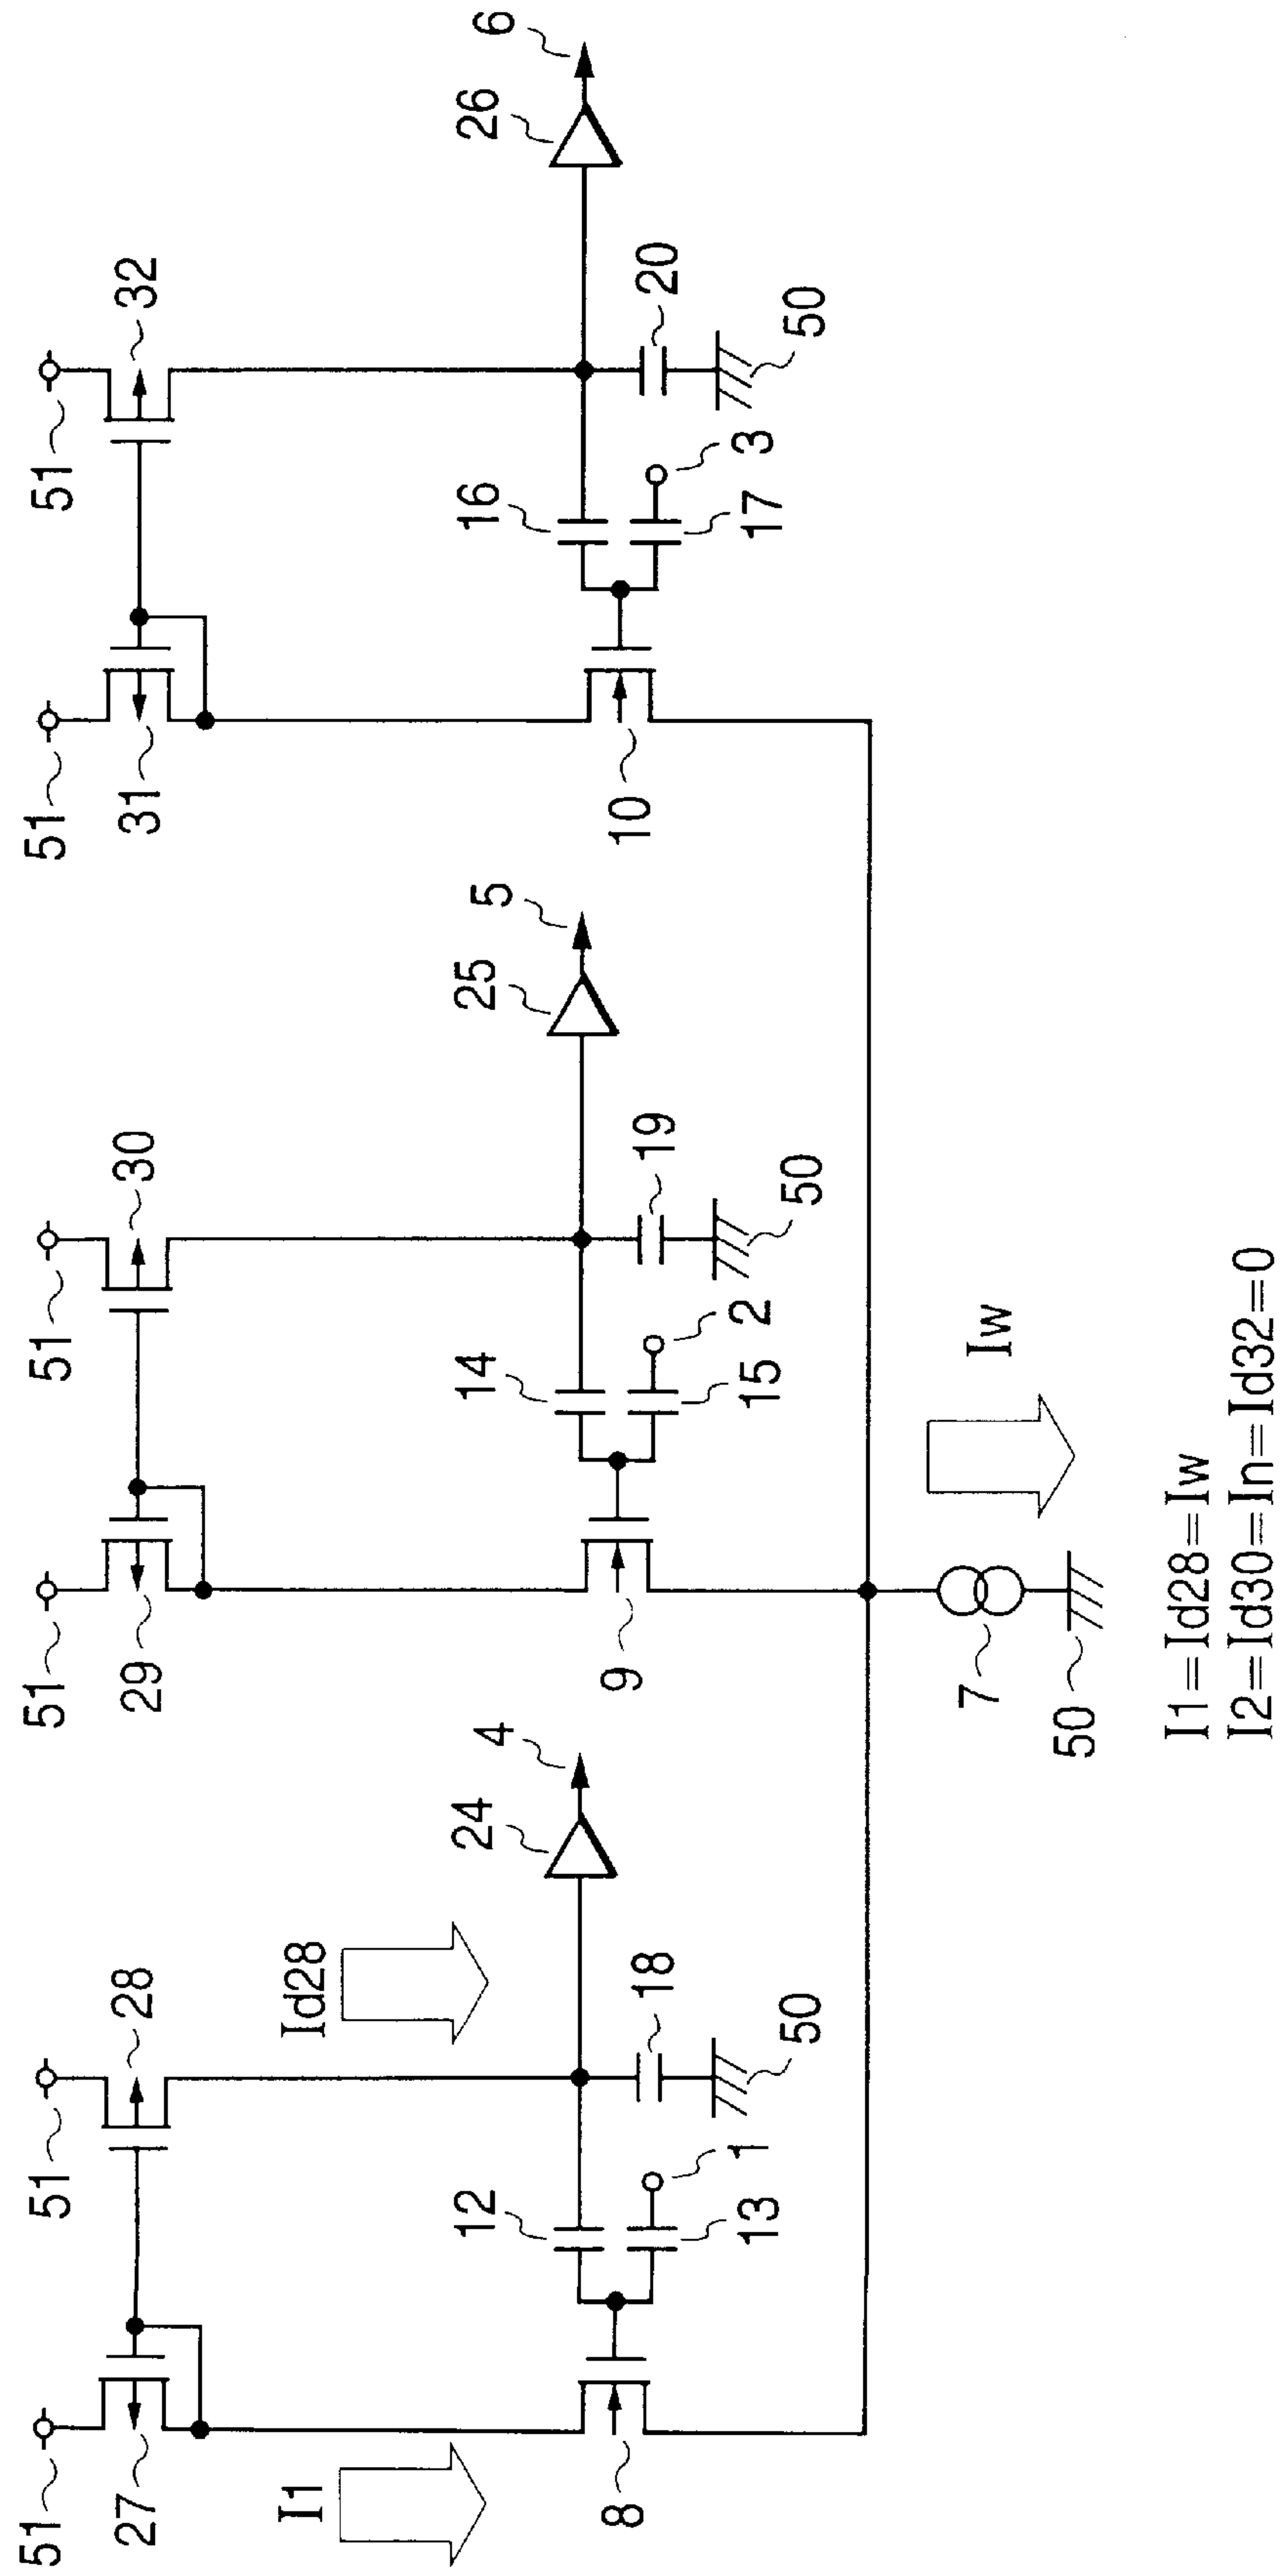 51 51 51 51 51 51
27 28 29 30 31 32
I1 Id28
12 24 4 14 25 5 16 26 6
8 18 9 19 10 20
13 1 50 15 2 50 17 3 50
7 Iw
50
I1=Id28=Iw
I2=Id30=In=Id32=0